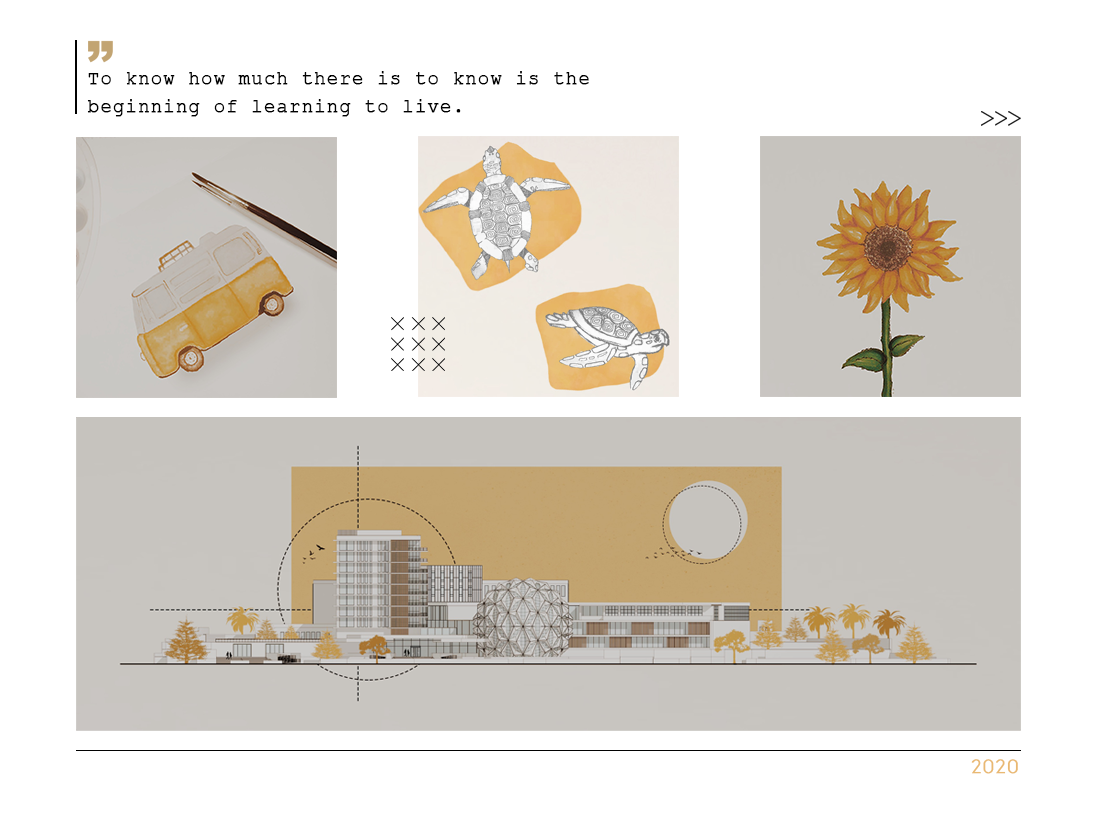 To know how much there is to know is the
beginning of learning to live.
>>>
2020